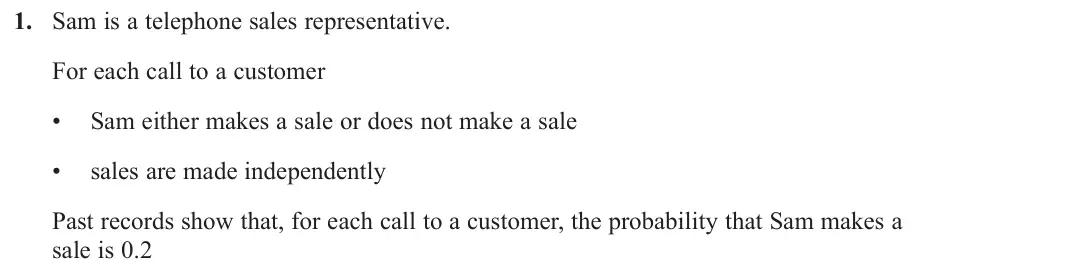 1. Sam is a telephone sales representative.
For each call to a customer
• Sam either makes a sale or does not make a sale
• sales are made independently
Past records show that, for each call to a customer, the probability that Sam makes a
sale is 0.2